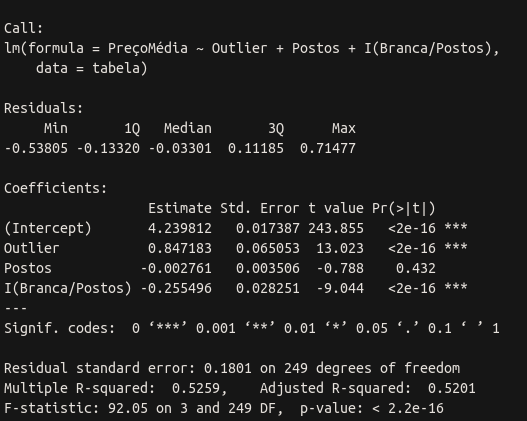 Call:
lm(formula = PreçoMédia ~ Outlier + Postos + I(Branca/Postos),
    data = tabela)

Residuals:
     Min       1Q   Median       3Q      Max
-0.53805 -0.13320 -0.03301  0.11185  0.71477

Coefficients:
                  Estimate Std. Error t value Pr(>|t|)
(Intercept)       4.239812   0.017387 243.855   <2e-16 ***
Outlier           0.847183   0.065053  13.023   <2e-16 ***
Postos           -0.002761   0.003506  -0.788    0.432
I(Branca/Postos) -0.255496   0.028251  -9.044   <2e-16 ***
---
Signif. codes:  0 ‘***’ 0.001 ‘**’ 0.01 ‘*’ 0.05 ‘.’ 0.1 ‘ ’ 1

Residual standard error: 0.1801 on 249 degrees of freedom
Multiple R-squared:  0.5259,    Adjusted R-squared:  0.5201
F-statistic: 92.05 on 3 and 249 DF,  p-value: < 2.2e-16